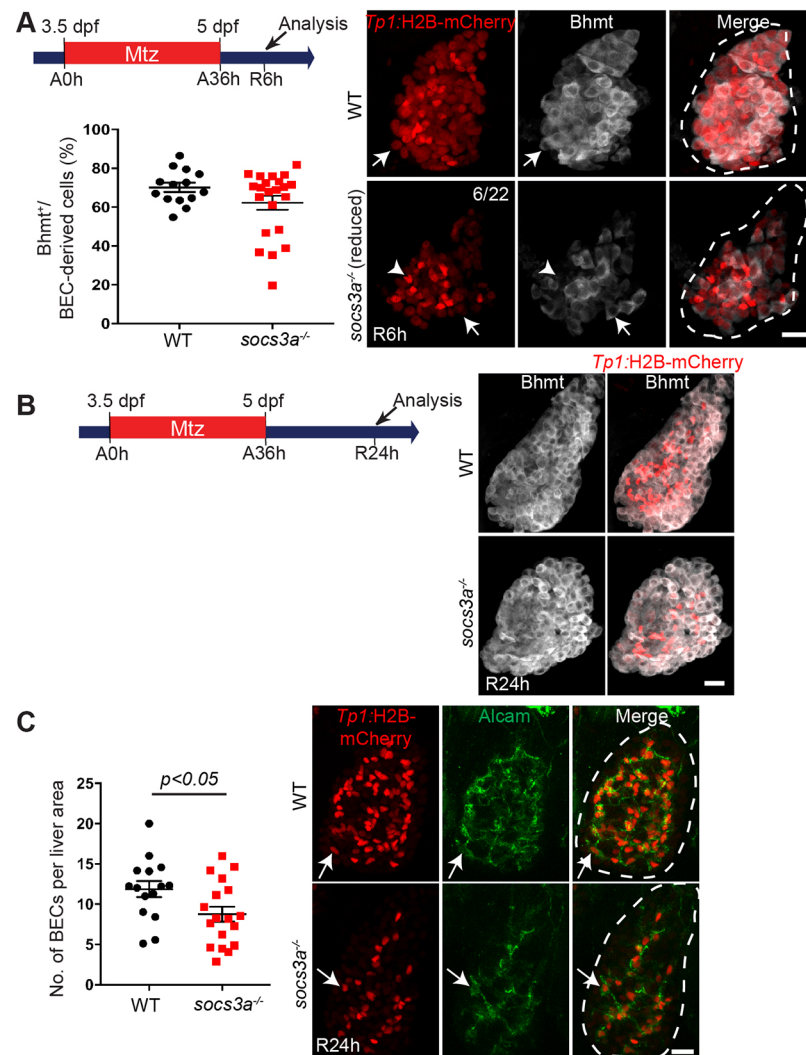 A
3.5 dpf
5 dpf
Analysis
Mtz
A0h
A36h
R6h
Bhmt⁺/
BEC-derived cells (%)
100
80
60
40
20
0
WT
socs3a⁻/⁻
Tp1:H2B-mCherry
Bhmt
Merge
WT
socs3a⁻/⁻ (reduced)
6/22
R6h
B
3.5 dpf
5 dpf
Analysis
Mtz
A0h
A36h
R24h
Tp1:H2B-mCherry
Bhmt
Bhmt
WT
socs3a⁻/⁻
R24h
C
No. of BECs per liver area
p<0.05
25
20
15
10
5
0
WT
socs3a⁻/⁻
Tp1:H2B-
mCherry
Alcam
Merge
WT
socs3a⁻/⁻
R24h